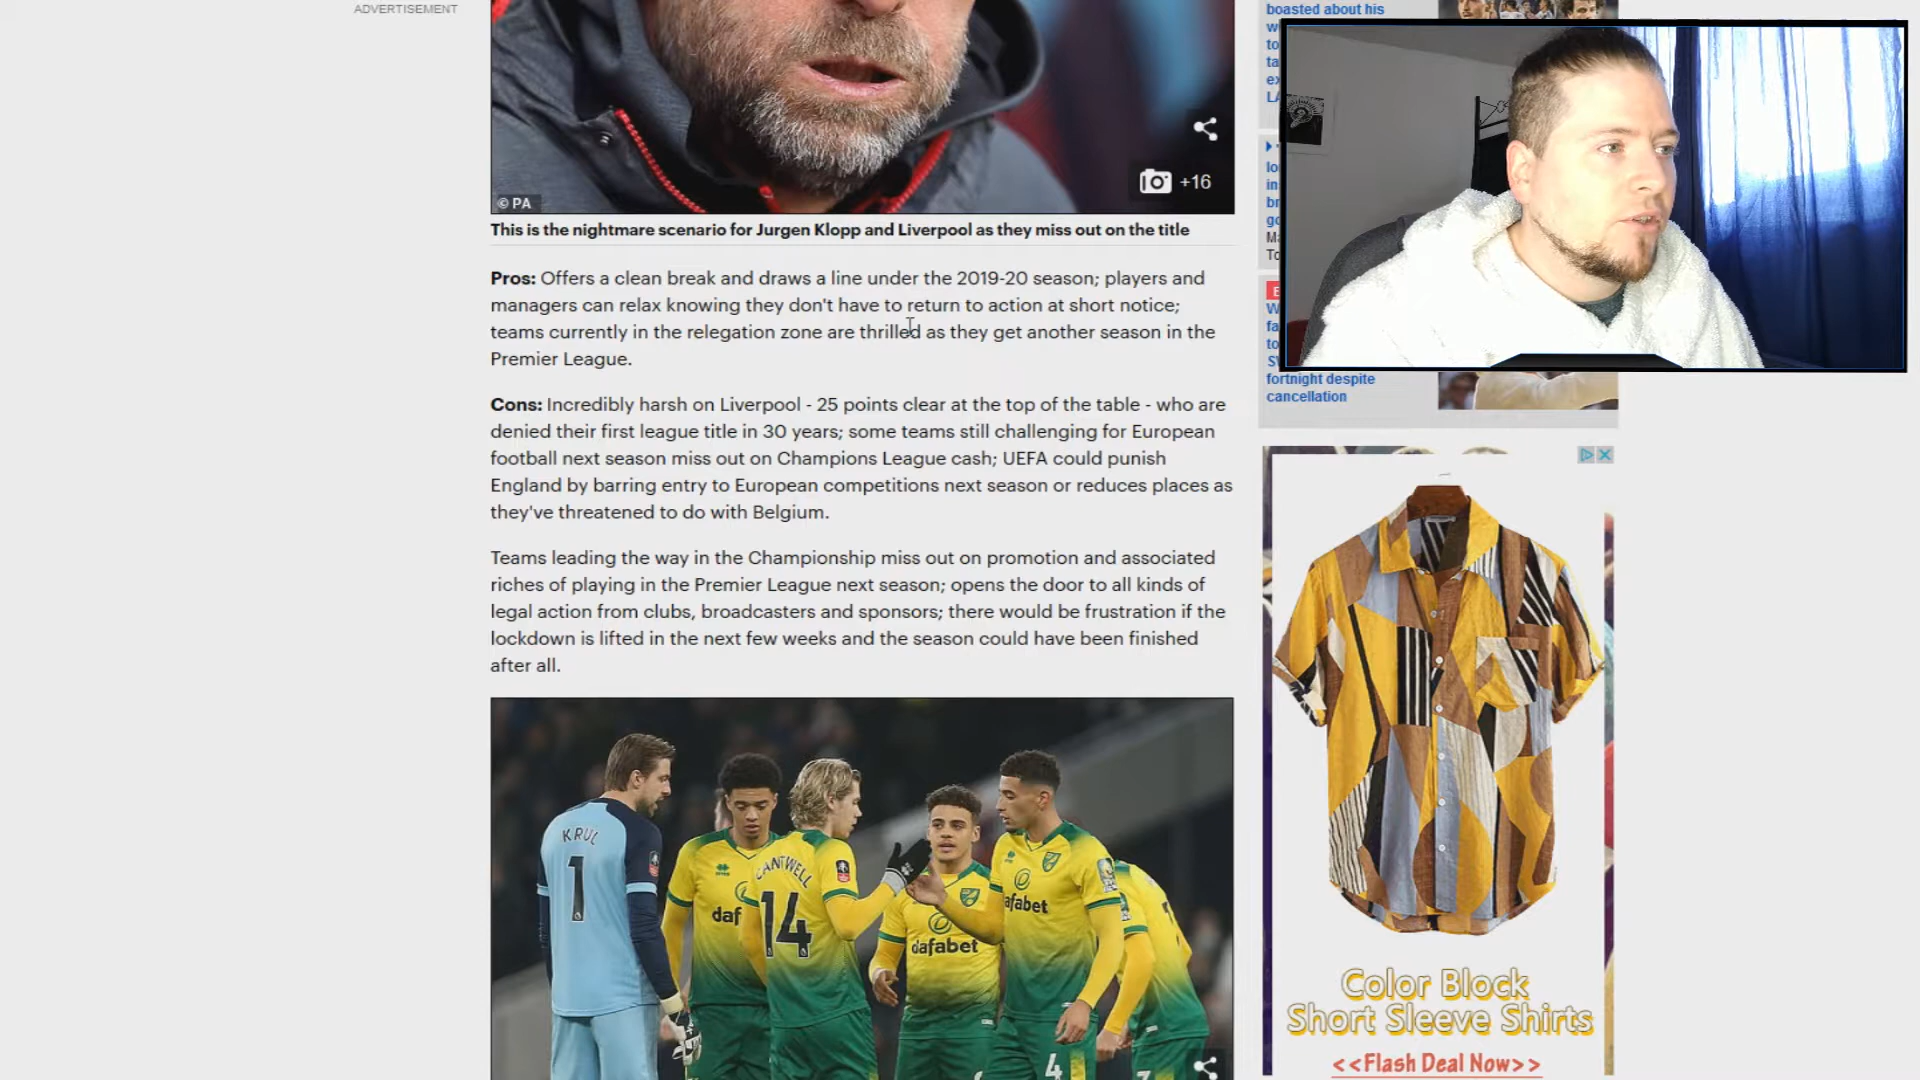 ADVERTISEMENT
+16
© PA
This is the nightmare scenario for Jurgen Klopp and Liverpool as they miss out on the title
Pros: Offers a clean break and draws a line under the 2019-20 season; players and
managers can relax knowing they don't have to return to action at short notice;
teams currently in the relegation zone are thrilled as they get another season in the
Premier League.
Cons: Incredibly harsh on Liverpool - 25 points clear at the top of the table - who are
denied their first league title in 30 years; some teams still challenging for European
football next season miss out on Champions League cash; UEFA could punish
England by barring entry to European competitions next season or reduces places as
they've threatened to do with Belgium.
Teams leading the way in the Championship miss out on promotion and associated
riches of playing in the Premier League next season; opens the door to all kinds of
legal action from clubs, broadcasters and sponsors; there would be frustration if the
lockdown is lifted in the next few weeks and the season could have been finished
after all.
KRUL
1
daf
CANTWELL
14
dafabet
afabet
4
boasted about his
fortnight despite
cancellation
Color Block
Short Sleeve Shirts
<<Flash Deal Now>>